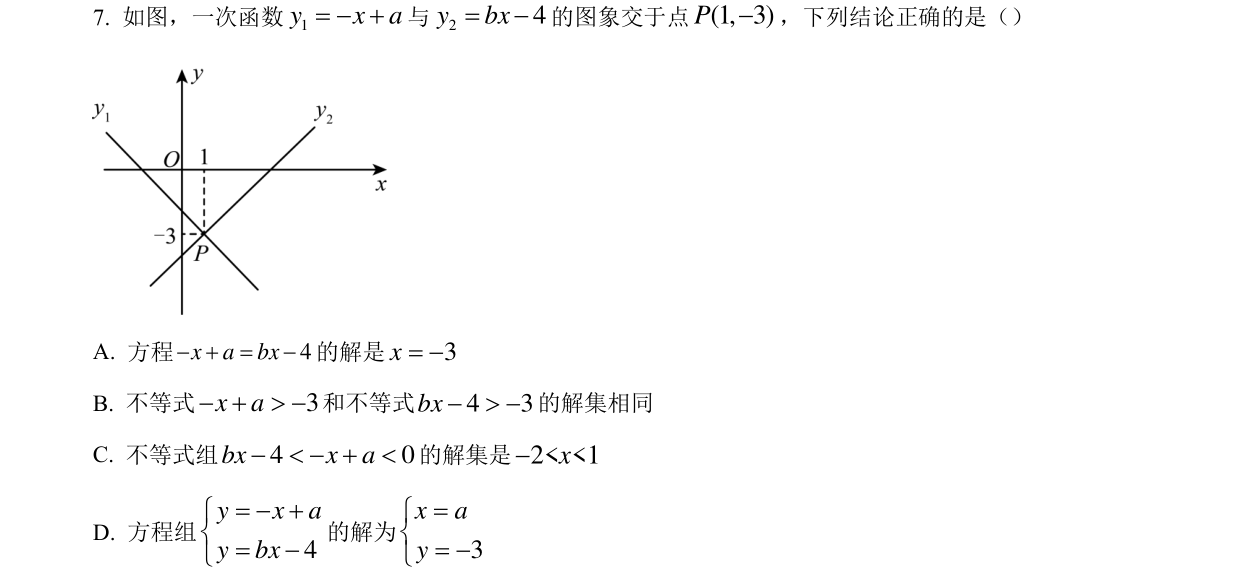 7. 如图，一次函数 y₁ = −x + a 与 y₂ = bx − 4 的图象交于点 P(1,−3)，下列结论正确的是（）
y
y₁
y₂
O 1
x
−3
P
A. 方程 −x + a = bx − 4 的解是 x = −3
B. 不等式 −x + a > −3 和不等式 bx − 4 > −3 的解集相同
C. 不等式组 bx − 4 < −x + a < 0 的解集是 −2<x<1
D. 方程组 { y = −x + a, y = bx − 4 的解为 { x = a, y = −3